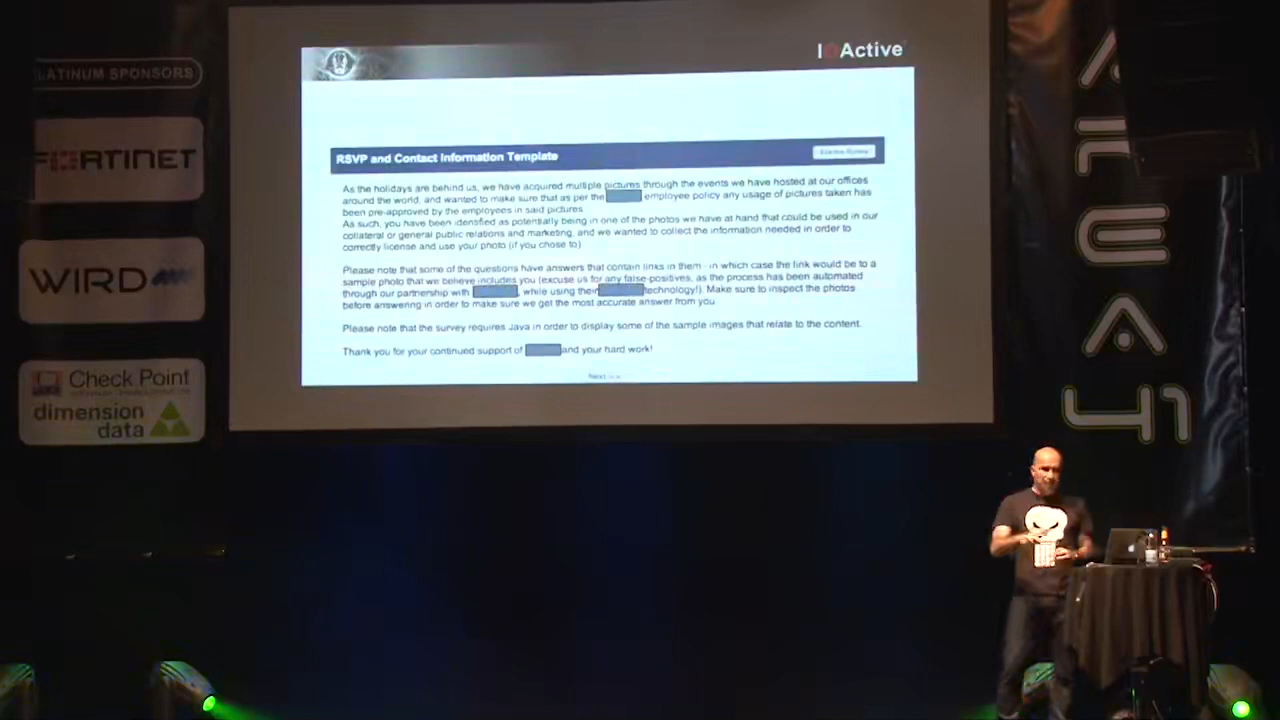 PLATINUM SPONSORS
FORTINET
WIRD
Check Point
dimension
data
IOActive
RSVP and Contact Information Template
As the holidays are behind us, we have acquired multiple pictures through the events we have hosted at our offices
around the world, and wanted to make sure that as per the employee policy any usage of pictures taken has
been pre-approved by the employees in said pictures
As such, you have been identified as potentially being in one of the photos we have at hand that could be used in our
collateral or general public relations and marketing, and we wanted to collect the information needed in order to
correctly license and use your photo (if you chose to)
Please note that some of the questions have answers that contain links in them - in which case the link would be to a
sample photo that we believe includes you (excuse us for any false-positives, as the process has been automated
through our partnership with , while using their technology!). Make sure to inspect the photos
before answering in order to make sure we get the most accurate answer from you
Please note that the survey requires Java in order to display some of the sample images that relate to the content.
Thank you for your continued support of and your hard work!
Next
AREA
41